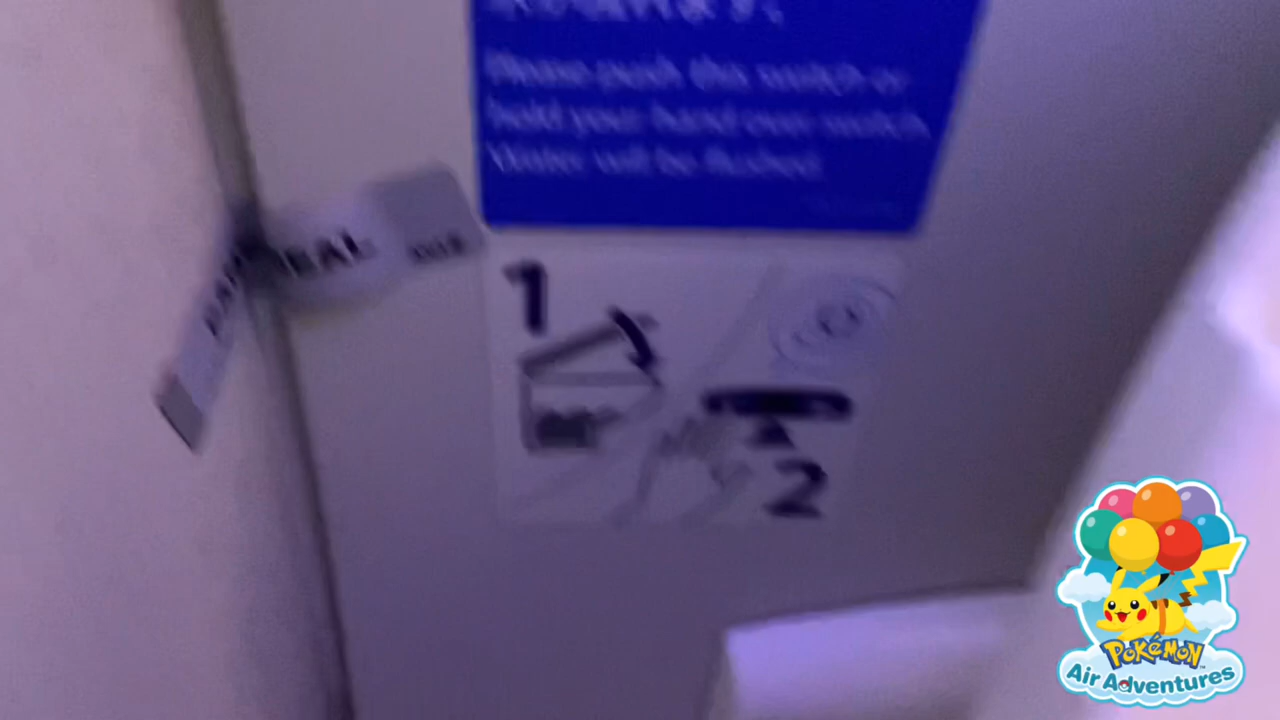 Please push this switch or
hold your hand over switch.
Water will be flushed.
SEAL
1
2
POKÉMON
Air Adventures